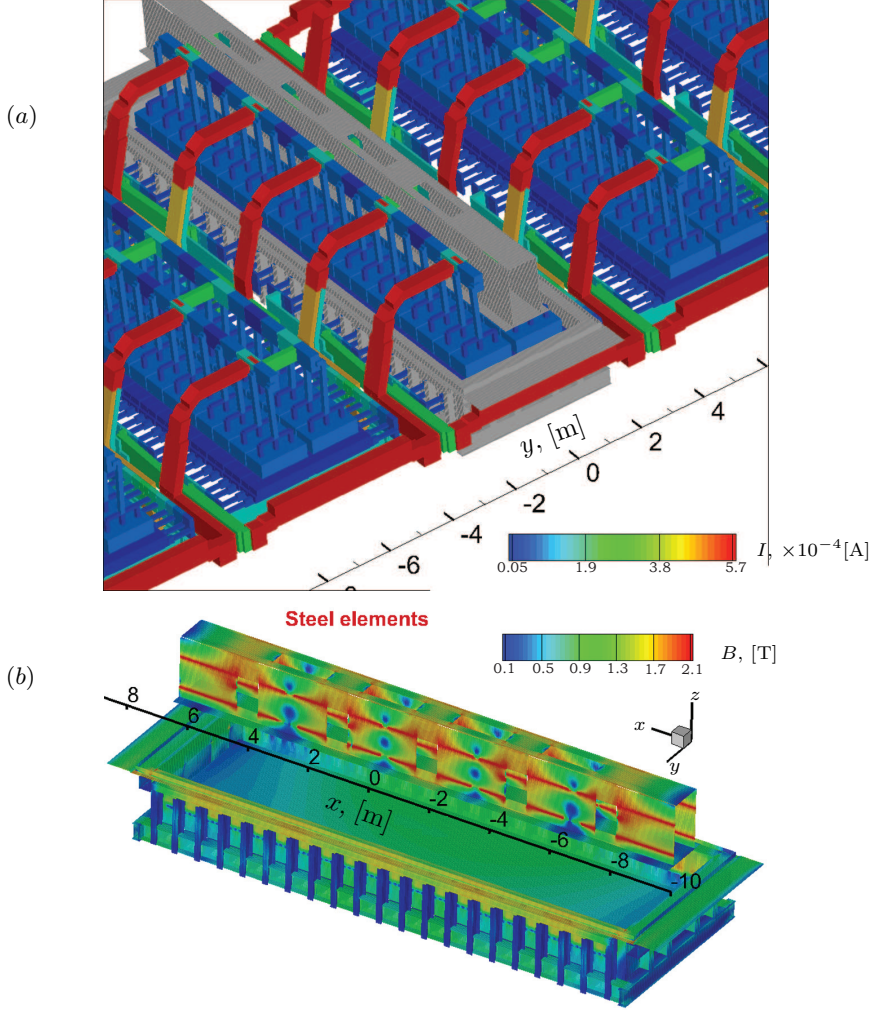 (a)
4
2
0
-2
-4
-6
y, [m]
I, ×10⁻⁴[A]
0.05 1.9 3.8 5.7
Steel elements
(b)
B, [T]
0.1 0.5 0.9 1.3 1.7 2.1
z
x
y
8
6
4
2
0
-2
-4
-6
-8
-10
x, [m]